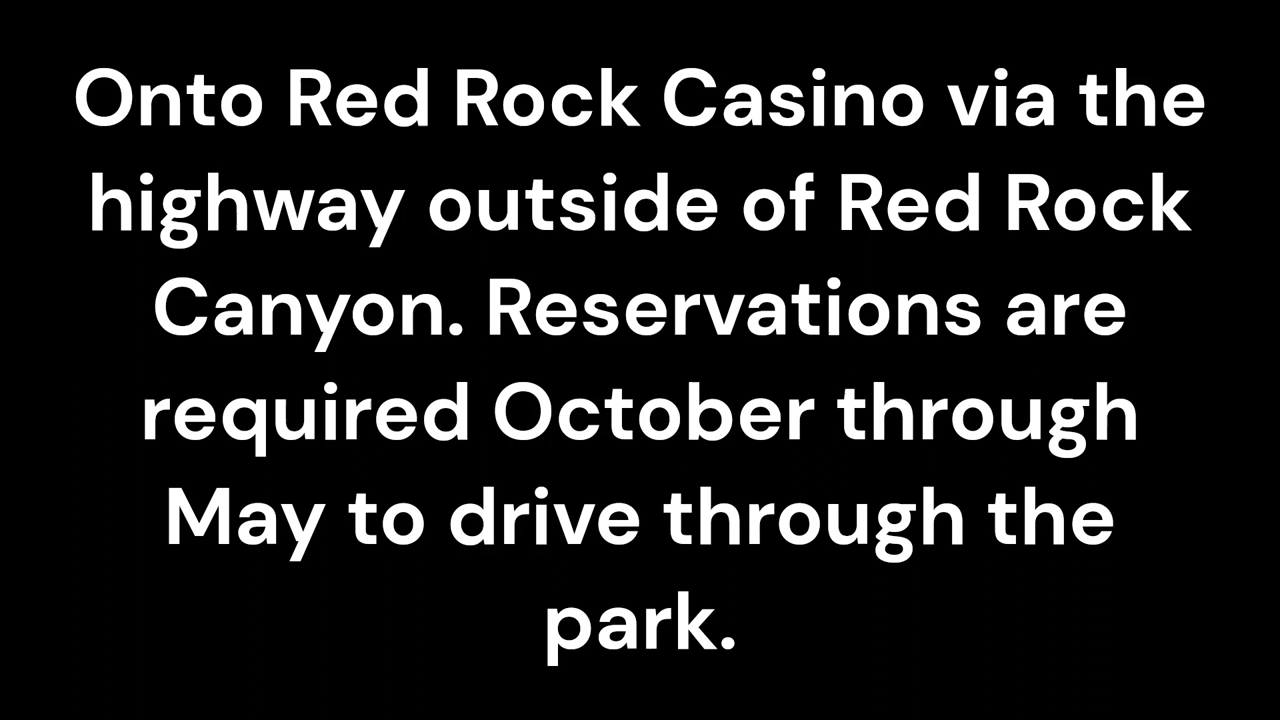 Onto Red Rock Casino via the
highway outside of Red Rock
Canyon. Reservations are
required October through
May to drive through the
park.